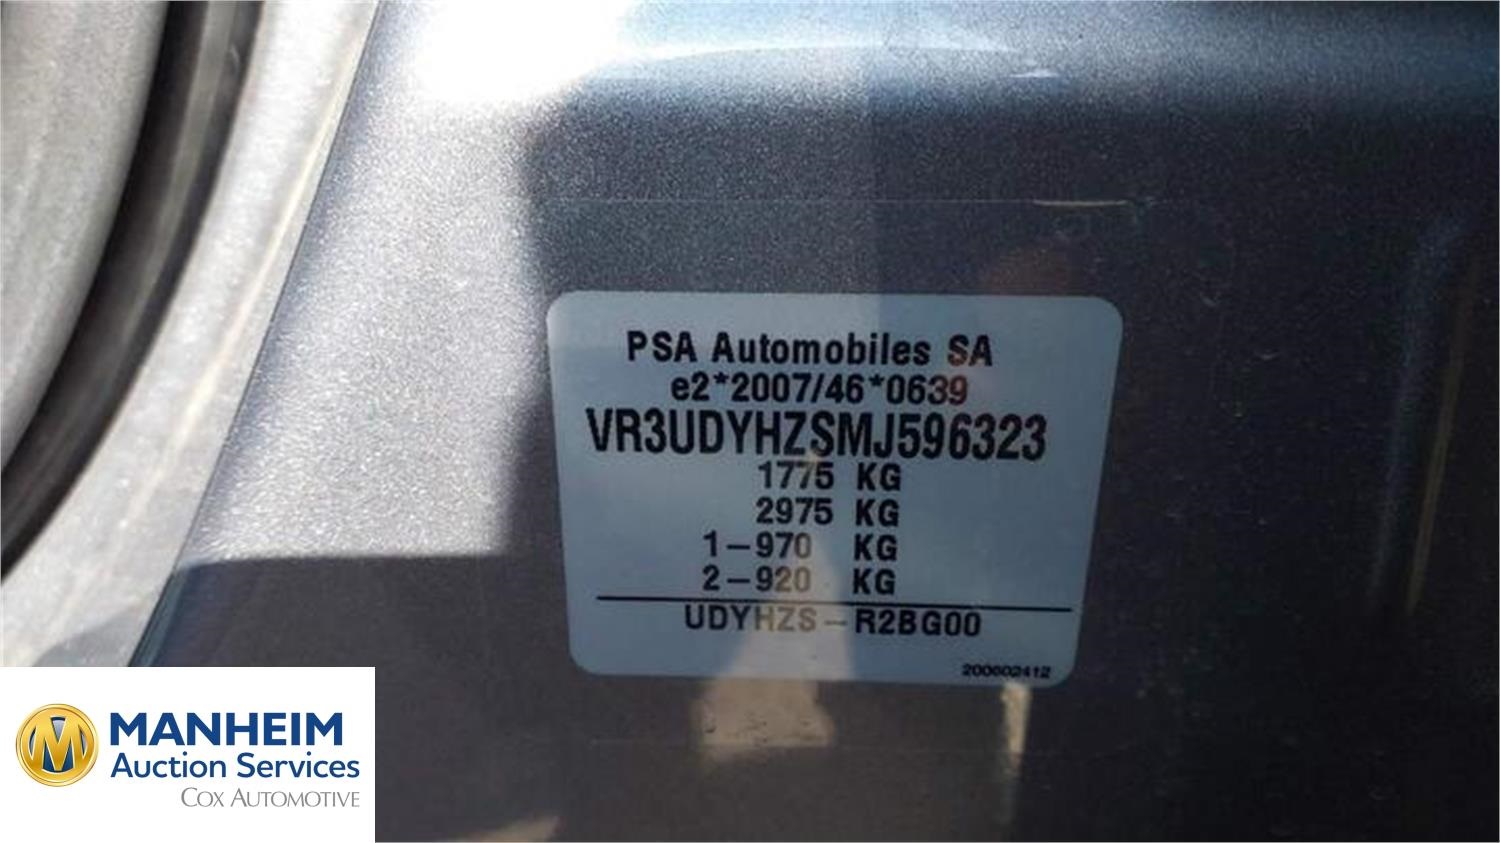 PSA Automobiles SA
e2*2007/46*0639
VR3UDYHZSMJ596323
1775 KG
2975 KG
1-970 KG
2-920 KG
UDYHZS-R2BG00
200602412
MANHEIM
Auction Services
COX AUTOMOTIVE